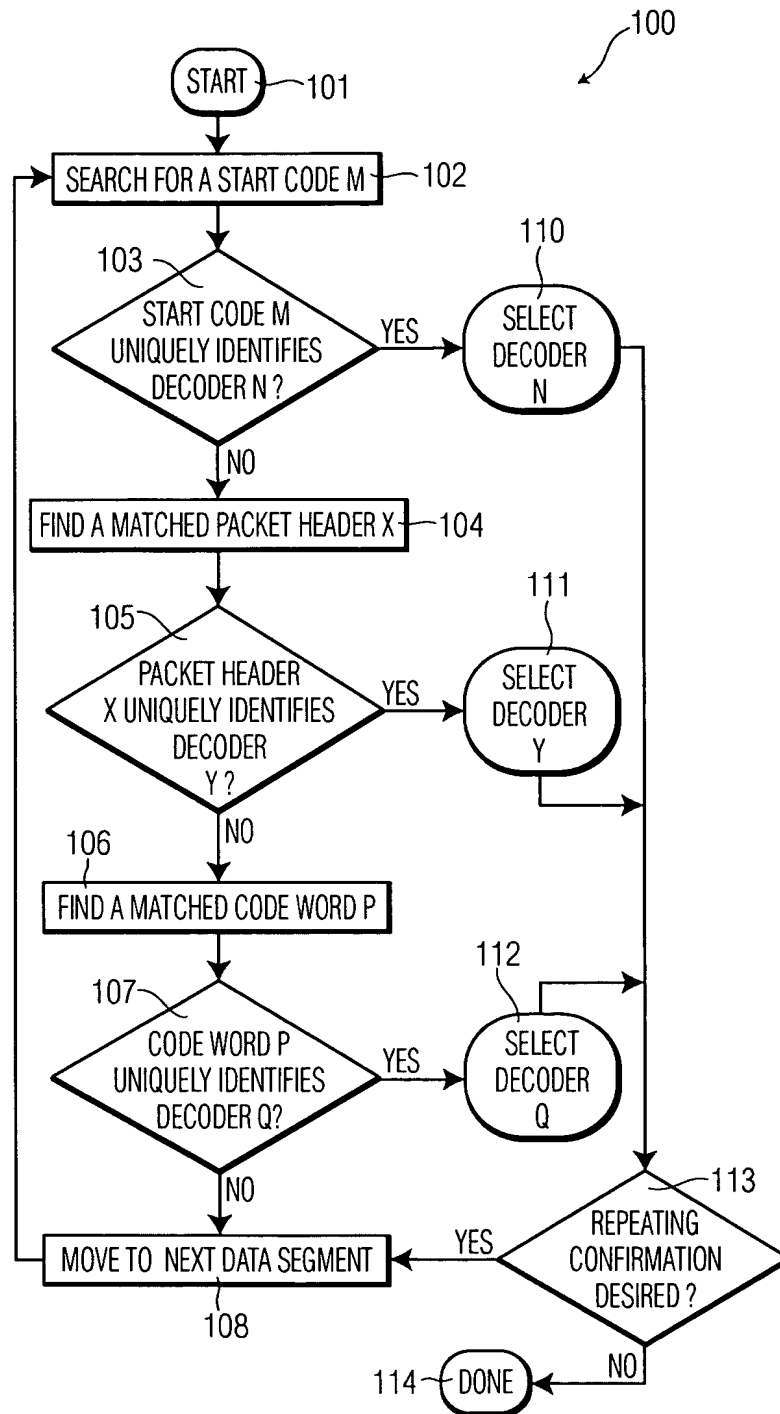 100
START
101
SEARCH FOR A START CODE M
102
103
START CODE M
UNIQUELY IDENTIFIES
DECODER N ?
YES
110
SELECT
DECODER
N
NO
FIND A MATCHED PACKET HEADER X
104
105
PACKET HEADER
X UNIQUELY IDENTIFIES
DECODER
Y ?
YES
111
SELECT
DECODER
Y
NO
106
FIND A MATCHED CODE WORD P
107
CODE WORD P
UNIQUELY IDENTIFIES
DECODER Q?
YES
112
SELECT
DECODER
Q
NO
MOVE TO NEXT DATA SEGMENT
108
YES
113
REPEATING
CONFIRMATION
DESIRED ?
NO
114
DONE